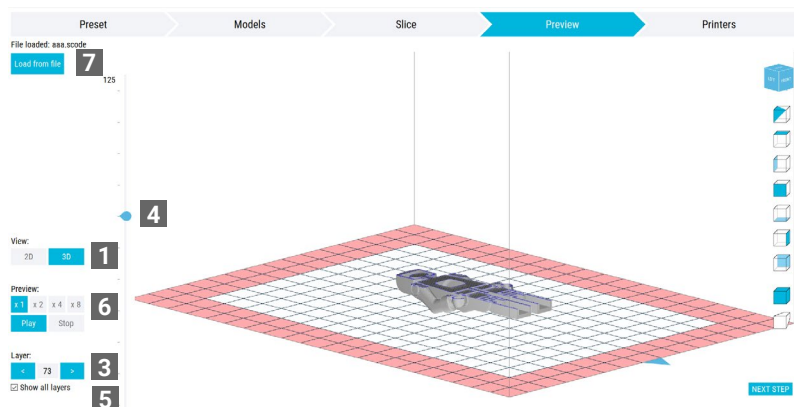 Preset
Models
Slice
Preview
Printers
File loaded: aaa.scode
Load from file
7
125
4
View:
2D 3D
1
Preview:
x 1 x 2 x 4 x 8
Play Stop
6
Layer:
< 73 >
3
Show all layers
5
NEXT STEP